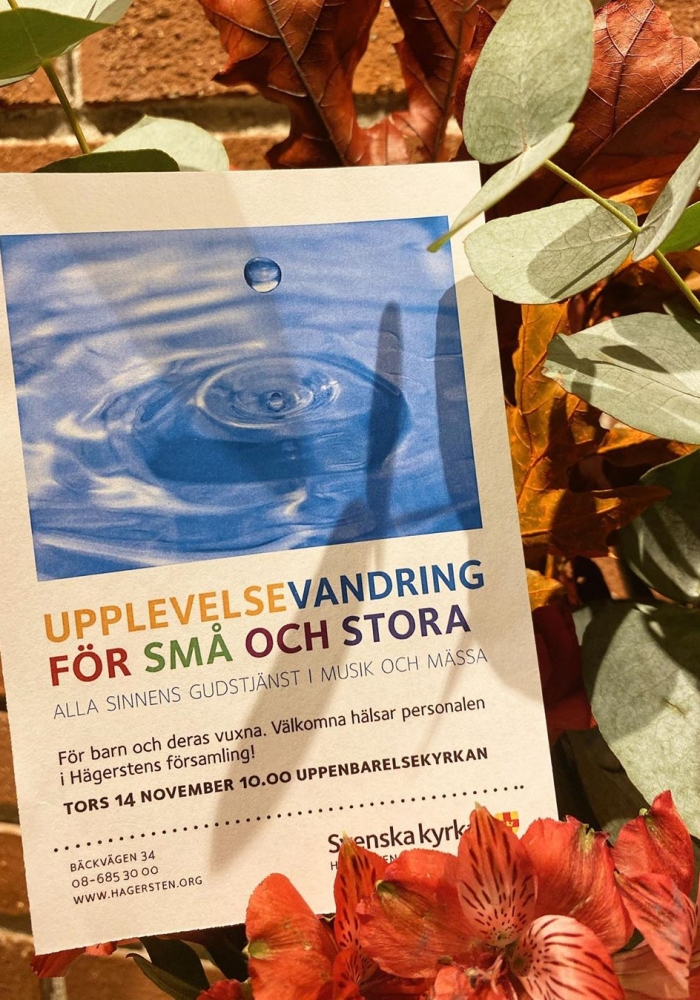 UPPLEVELSEVANDRING
FÖR SMÅ OCH STORA
ALLA SINNENS GUDSTJÄNST I MUSIK OCH MÄSSA
För barn och deras vuxna. Välkomna hälsar personalen
i Hägerstens församling!
TORS 14 NOVEMBER 10.00 UPPENBARELSEKYRKAN
BÄCKVÄGEN 34
08-685 30 00
WWW.HAGERSTEN.ORG
Svenska